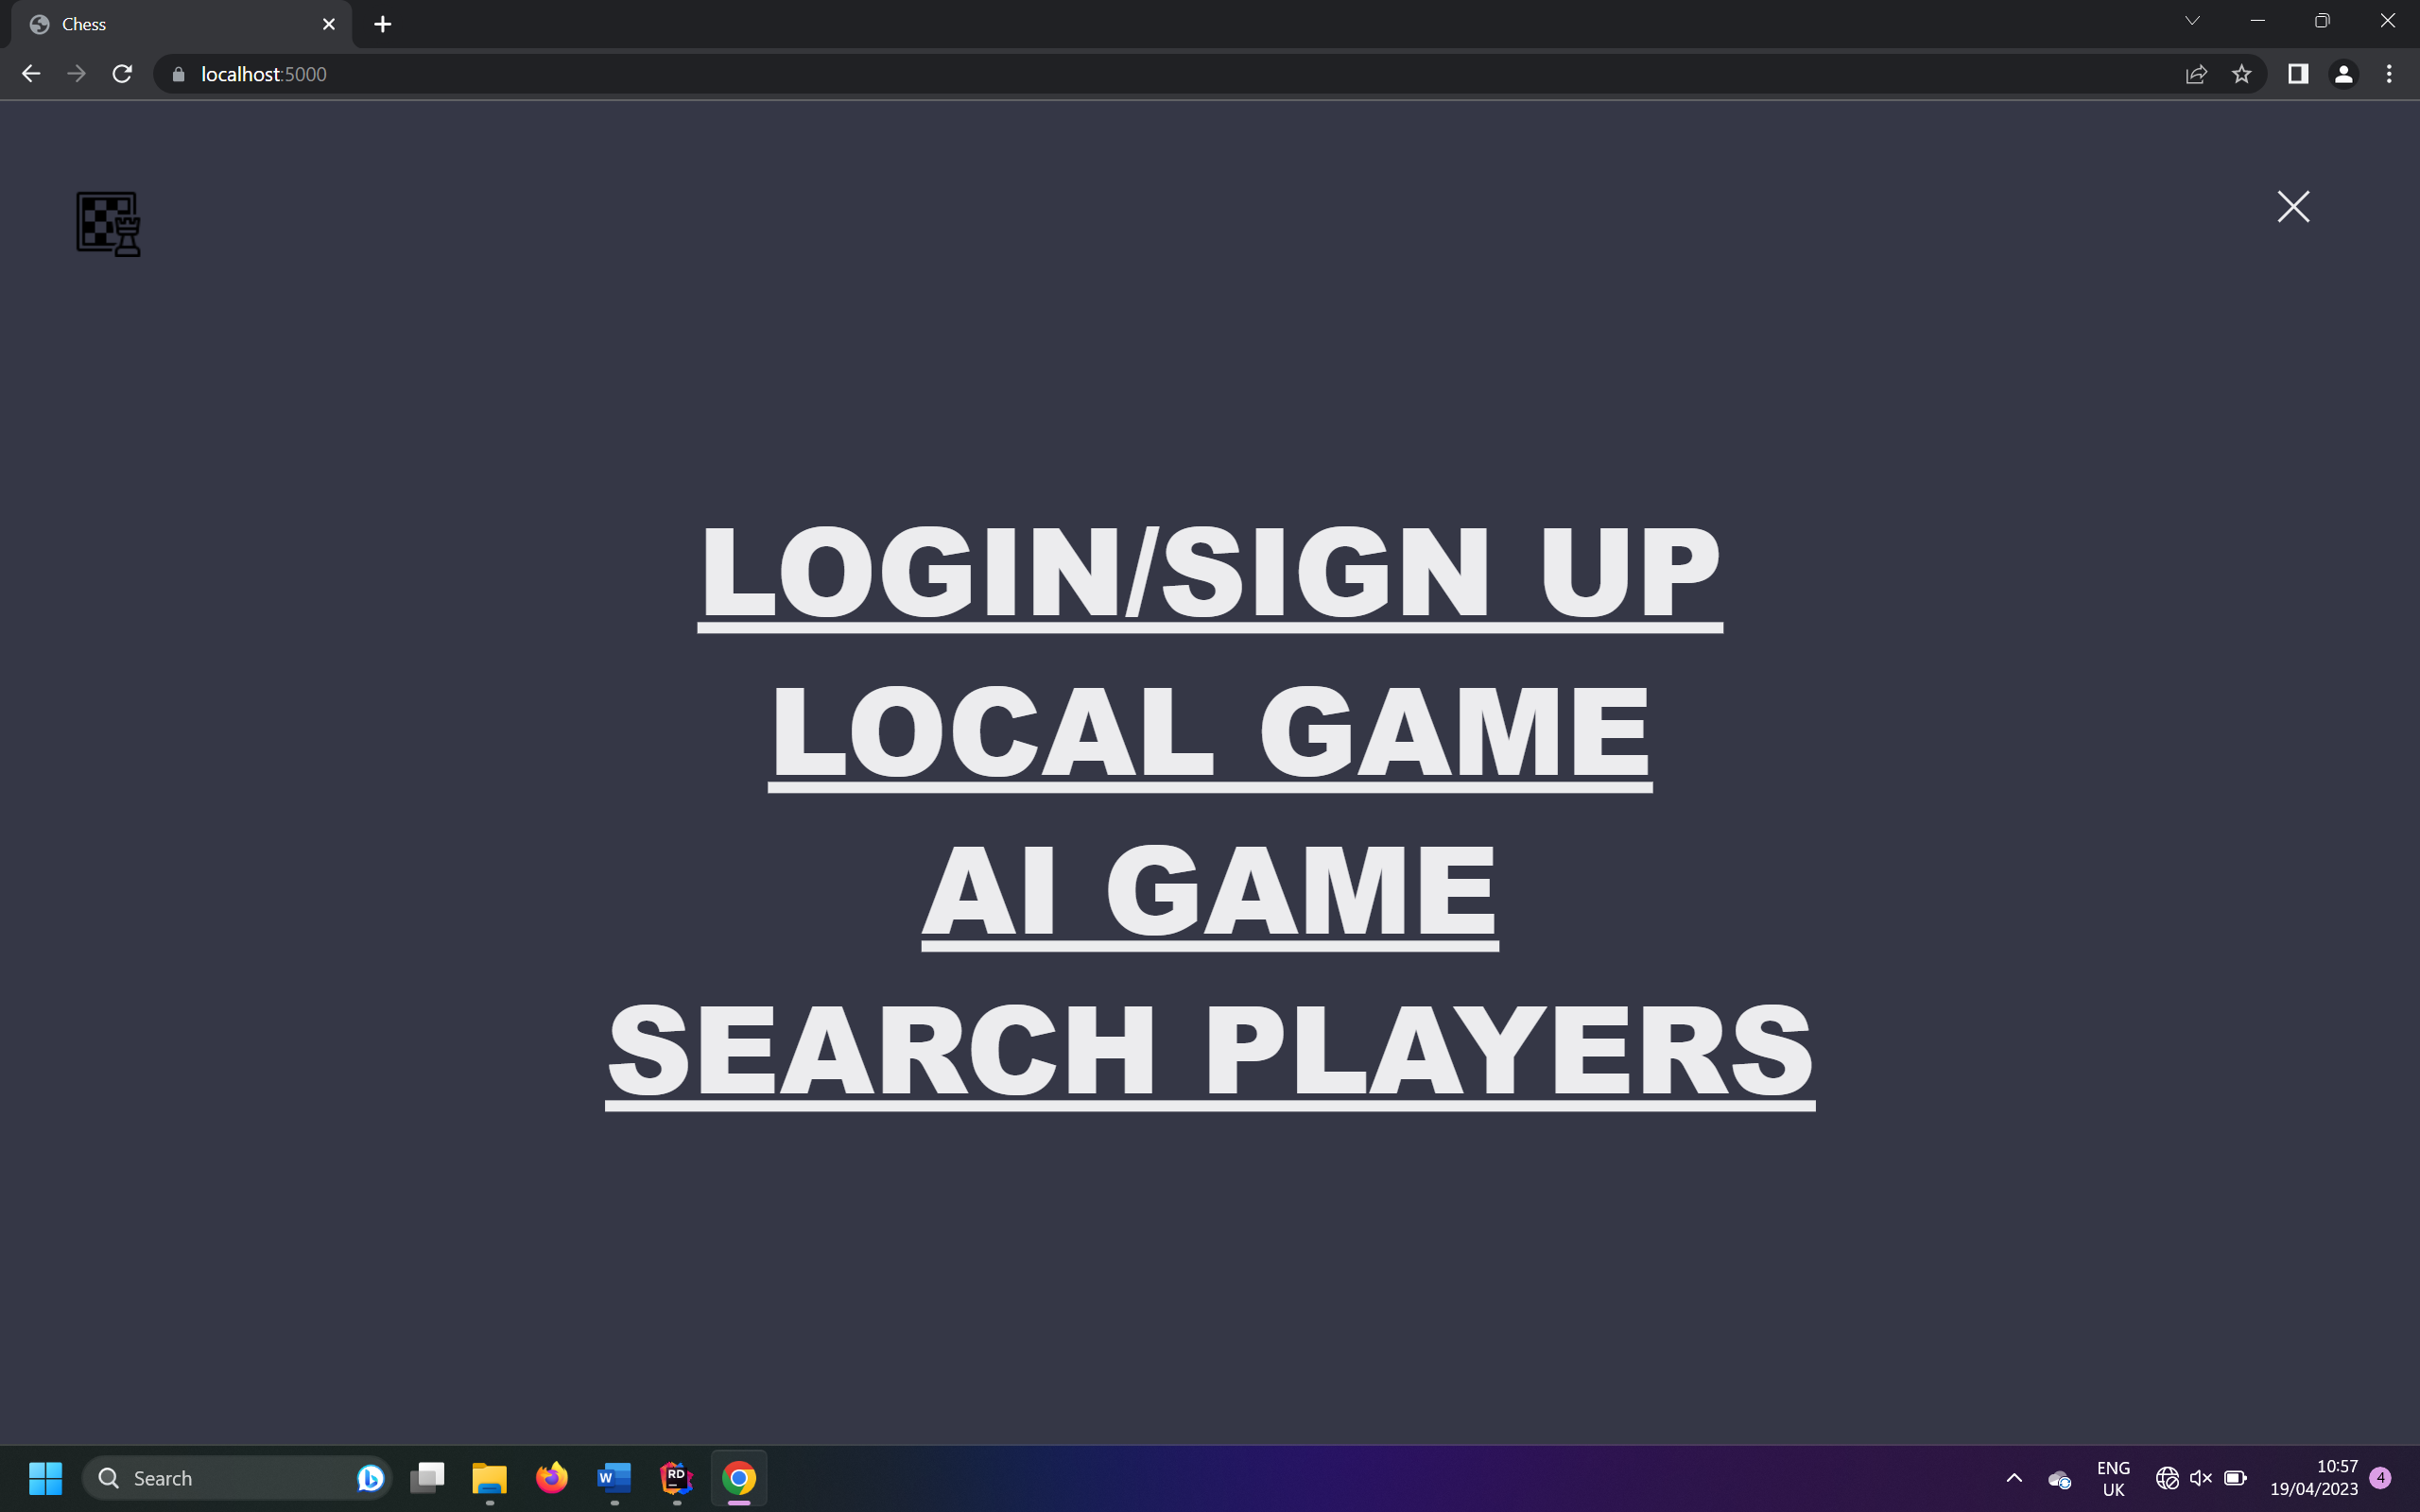 Chess
localhost:5000
LOGIN/SIGN UP
LOCAL GAME
AI GAME
SEARCH PLAYERS
Search
b
W
RD
ENG
UK
10:57
19/04/2023
4